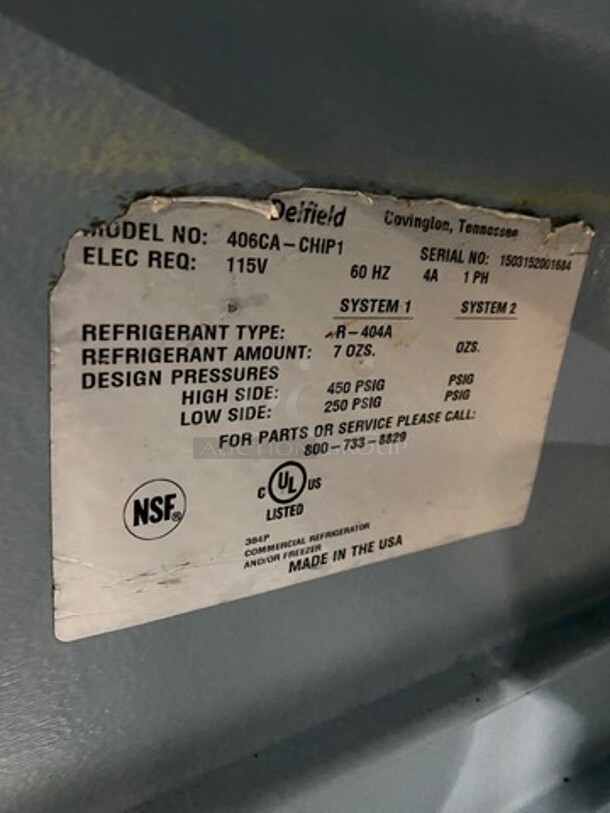 Delfield Covington, Tennessee
MODEL NO: 406CA-CHIP1
SERIAL NO: 1503152001684
ELEC REQ: 115V 60 HZ 4A 1 PH
SYSTEM 1 SYSTEM 2
REFRIGERANT TYPE: R-404A
REFRIGERANT AMOUNT: 7 OZS. OZS.
DESIGN PRESSURES
HIGH SIDE: 450 PSIG PSIG
LOW SIDE: 250 PSIG PSIG
FOR PARTS OR SERVICE PLEASE CALL:
800-733-8829
AUCTION GROUP
NSF®
C UL US
LISTED
384P
COMMERCIAL REFRIGERATOR
AND/OR FREEZER
MADE IN THE USA